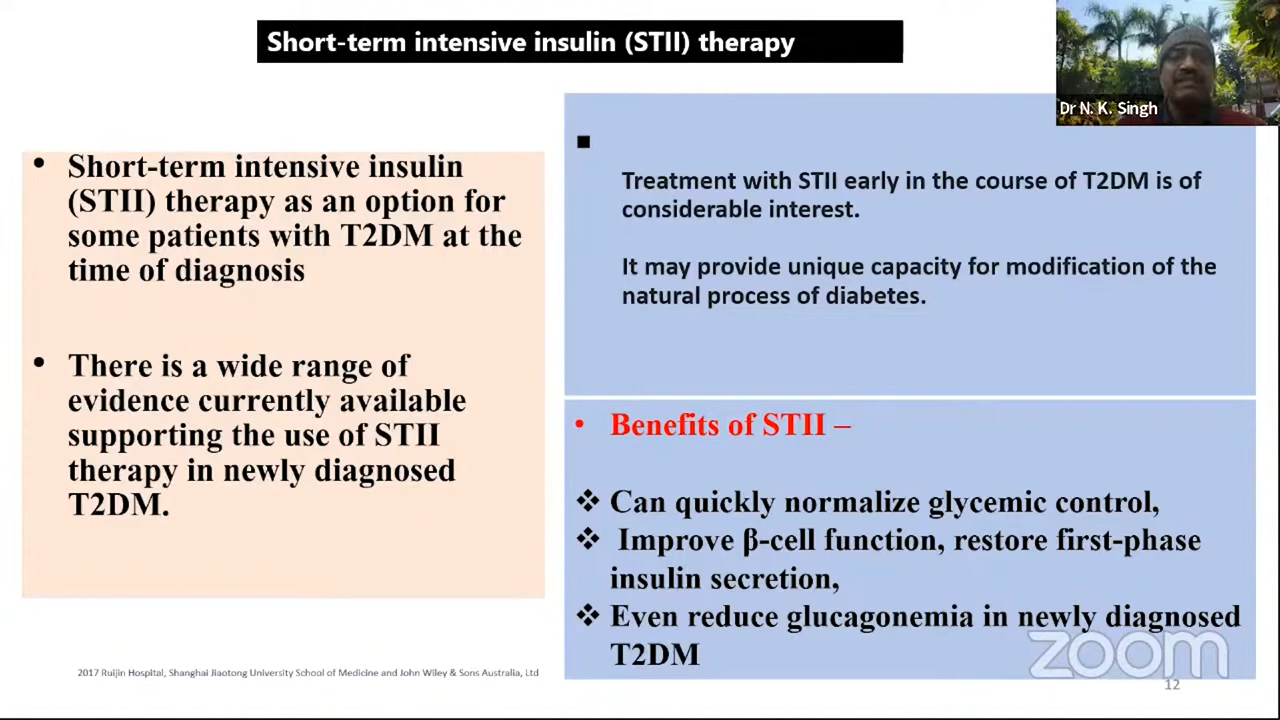 Short-term intensive insulin (STII) therapy
Dr N. K. Singh
• Short-term intensive insulin
(STII) therapy as an option for
some patients with T2DM at the
time of diagnosis
• There is a wide range of
evidence currently available
supporting the use of STII
therapy in newly diagnosed
T2DM.
▪
Treatment with STII early in the course of T2DM is of
considerable interest.
It may provide unique capacity for modification of the
natural process of diabetes.
• Benefits of STII –
❖ Can quickly normalize glycemic control,
❖ Improve β-cell function, restore first-phase
insulin secretion,
❖ Even reduce glucagonemia in newly diagnosed
T2DM
2017 Ruijin Hospital, Shanghai Jiaotong University School of Medicine and John Wiley & Sons Australia, Ltd
zoom
12